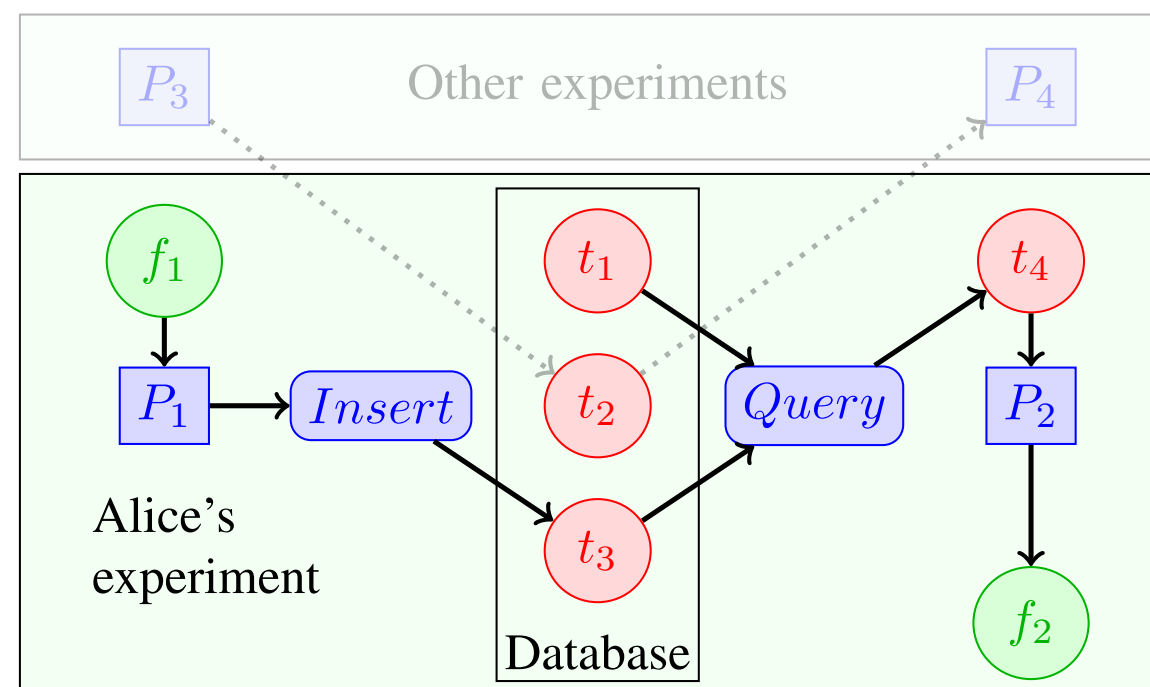 P₃ Other experiments P₄
f₁ t₁ t₄
P₁ Insert t₂ Query P₂
Alice's
experiment
t₃
f₂
Database